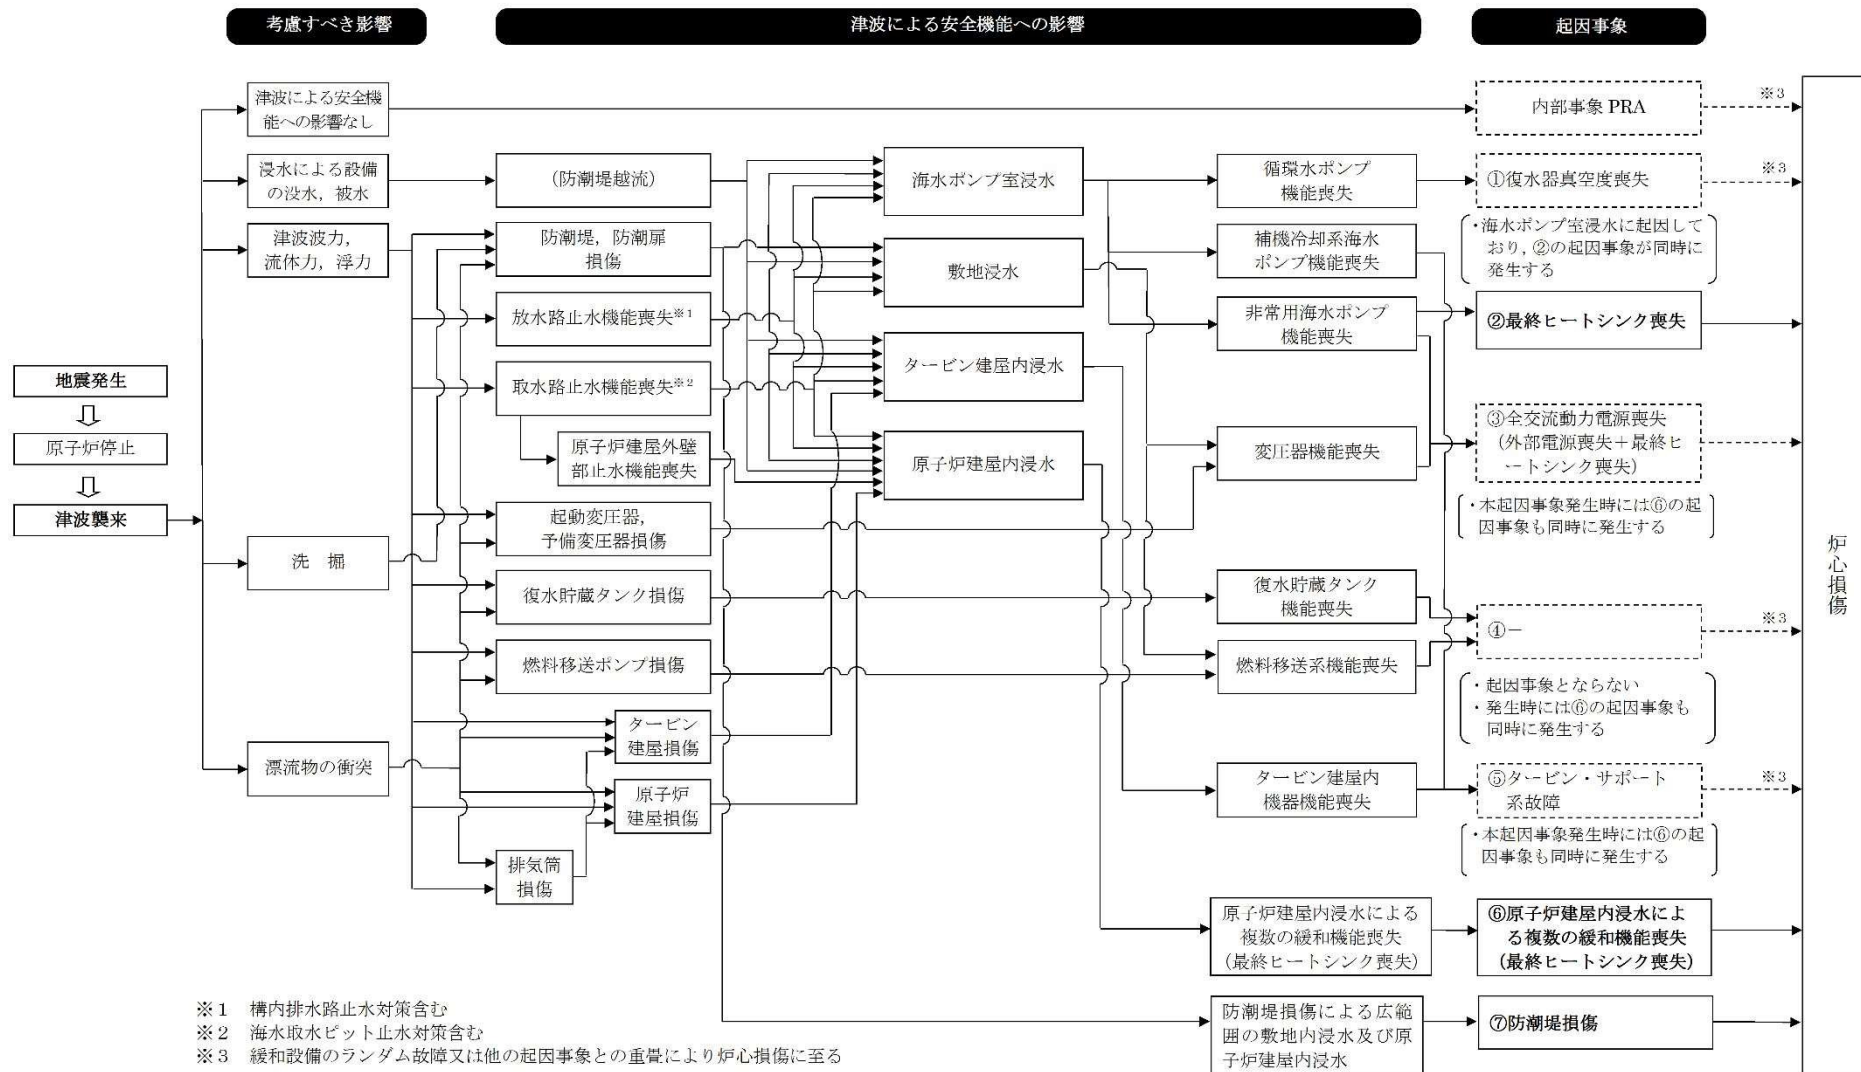 考慮すべき影響
津波による安全機能への影響
起因事象
津波による安全機
能への影響なし
内部事象 PRA
※3
浸水による設備
の没水，被水
（防潮堤越流）
海水ポンプ室浸水
循環水ポンプ
機能喪失
①復水器真空度喪失
※3
・海水ポンプ室浸水に起因して
おり，②の起因事象が同時に
発生する
津波波力，
流体力，浮力
防潮堤，防潮扉
損傷
敷地浸水
補機冷却系海水
ポンプ機能喪失
放水路止水機能喪失※1
非常用海水ポンプ
機能喪失
②最終ヒートシンク喪失
地震発生
原子炉停止
津波襲来
取水路止水機能喪失※2
タービン建屋内浸水
原子炉建屋外壁
部止水機能喪失
原子炉建屋内浸水
変圧器機能喪失
③全交流動力電源喪失
（外部電源喪失＋最終ヒ
ートシンク喪失）
・本起因事象発生時には⑥の起
因事象も同時に発生する
洗　掘
起動変圧器，
予備変圧器損傷
炉心損傷
復水貯蔵タンク損傷
復水貯蔵タンク
機能喪失
④－
※3
燃料移送ポンプ損傷
燃料移送系機能喪失
・起因事象とならない
・発生時には⑥の起因事象も
同時に発生する
漂流物の衝突
タービン
建屋損傷
原子炉
建屋損傷
タービン建屋内
機器機能喪失
⑤タービン・サポート
系故障
※3
・本起因事象発生時には⑥の起
因事象も同時に発生する
排気筒
損傷
原子炉建屋内浸水による
複数の緩和機能喪失
（最終ヒートシンク喪失）
⑥原子炉建屋内浸水によ
る複数の緩和機能喪失
（最終ヒートシンク喪失）
防潮堤損傷による広範
囲の敷地内浸水及び原
子炉建屋内浸水
⑦防潮堤損傷
※1　構内排水路止水対策含む
※2　海水取水ピット止水対策含む
※3　緩和設備のランダム故障又は他の起因事象との重畳により炉心損傷に至る